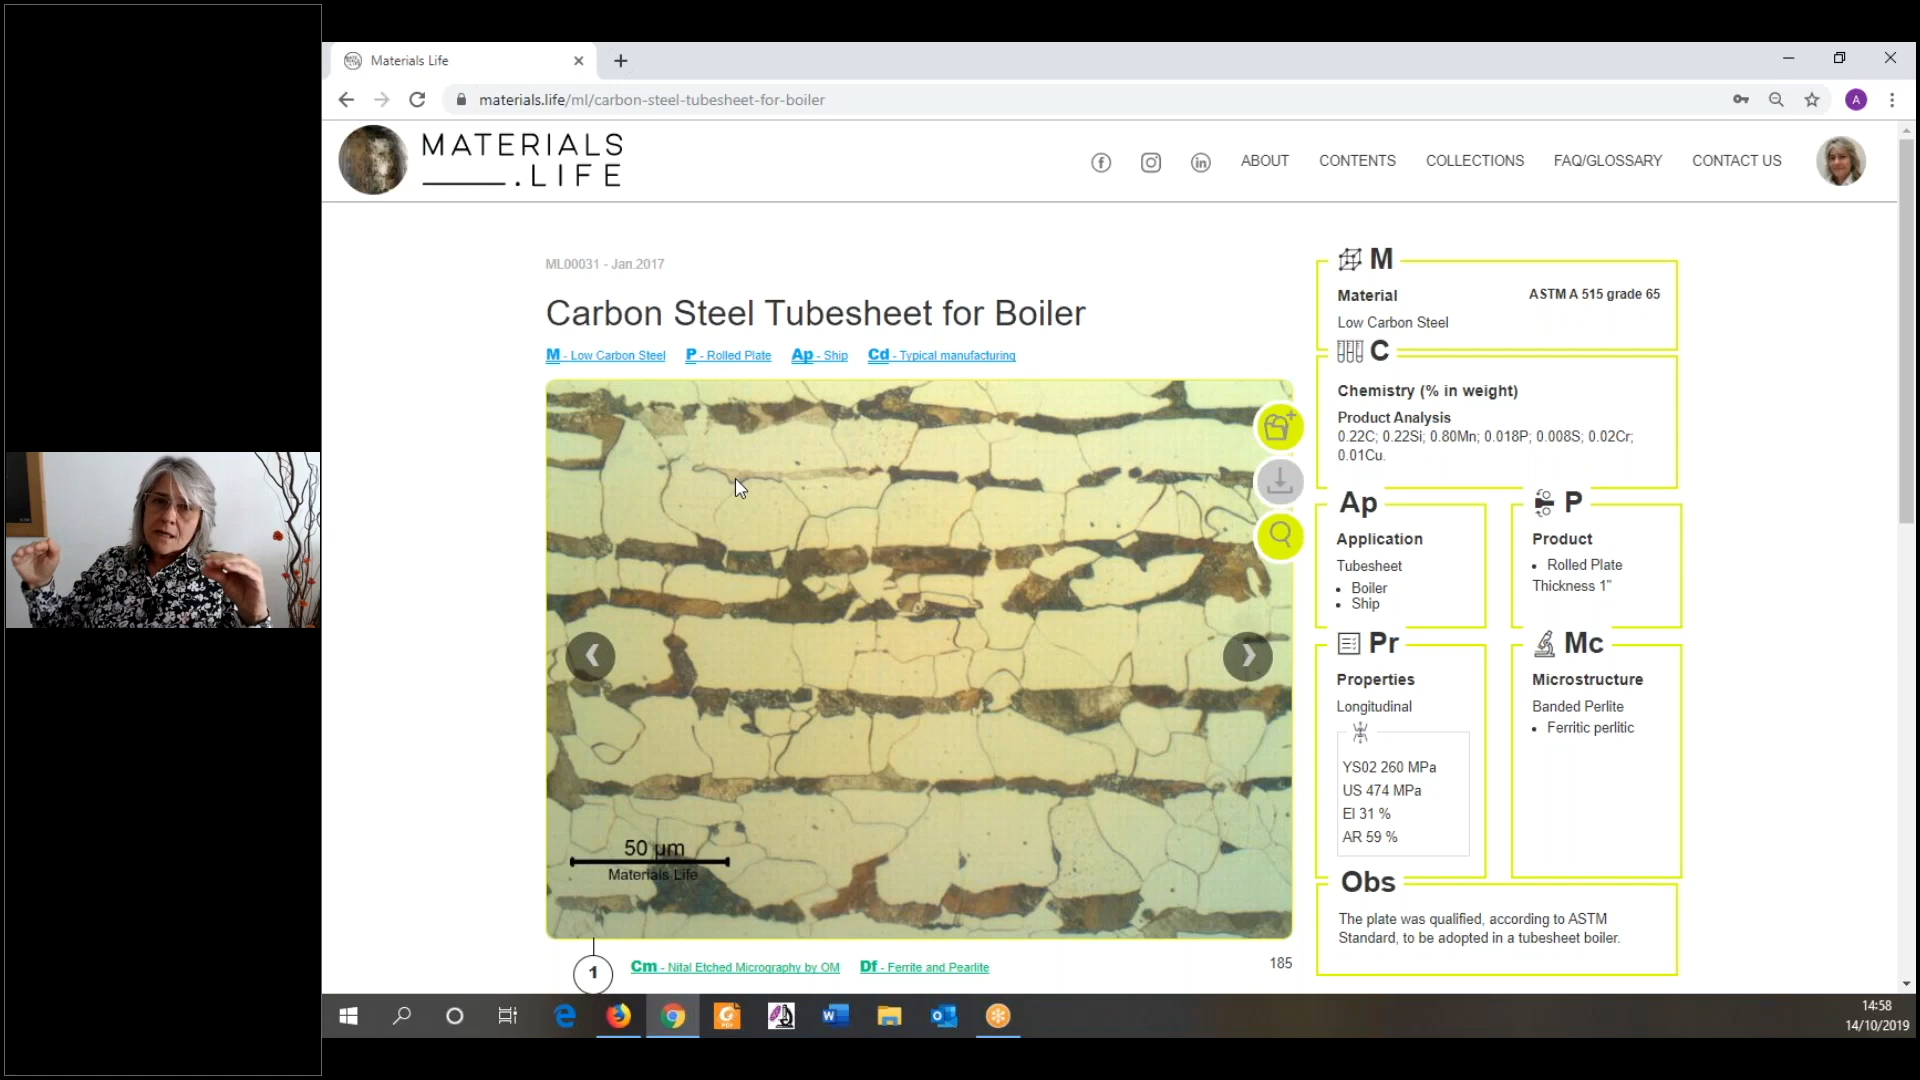 Materials Life
materials.life/ml/carbon-steel-tubesheet-for-boiler
A
MATERIALS
.LIFE
ABOUT
CONTENTS
COLLECTIONS
FAQ/GLOSSARY
CONTACT US
ML00031 - Jan.2017
Carbon Steel Tubesheet for Boiler
M - Low Carbon Steel
P - Rolled Plate
Ap - Ship
Cd - Typical manufacturing
50 µm
Materials Life
1
Cm - Nital Etched Micrography by OM
Df - Ferrite and Pearlite
185
M
Material
ASTM A 515 grade 65
Low Carbon Steel
C
Chemistry (% in weight)
Product Analysis
0.22C; 0.22Si; 0.80Mn; 0.018P; 0.008S; 0.02Cr;
0.01Cu.
Ap
Application
Tubesheet
• Boiler
• Ship
P
Product
• Rolled Plate
Thickness 1"
Pr
Properties
Longitudinal
YS02 260 MPa
US 474 MPa
El 31 %
AR 59 %
Mc
Microstructure
Banded Perlite
• Ferritic perlitic
Obs
The plate was qualified, according to ASTM
Standard, to be adopted in a tubesheet boiler.
14:58
14/10/2019